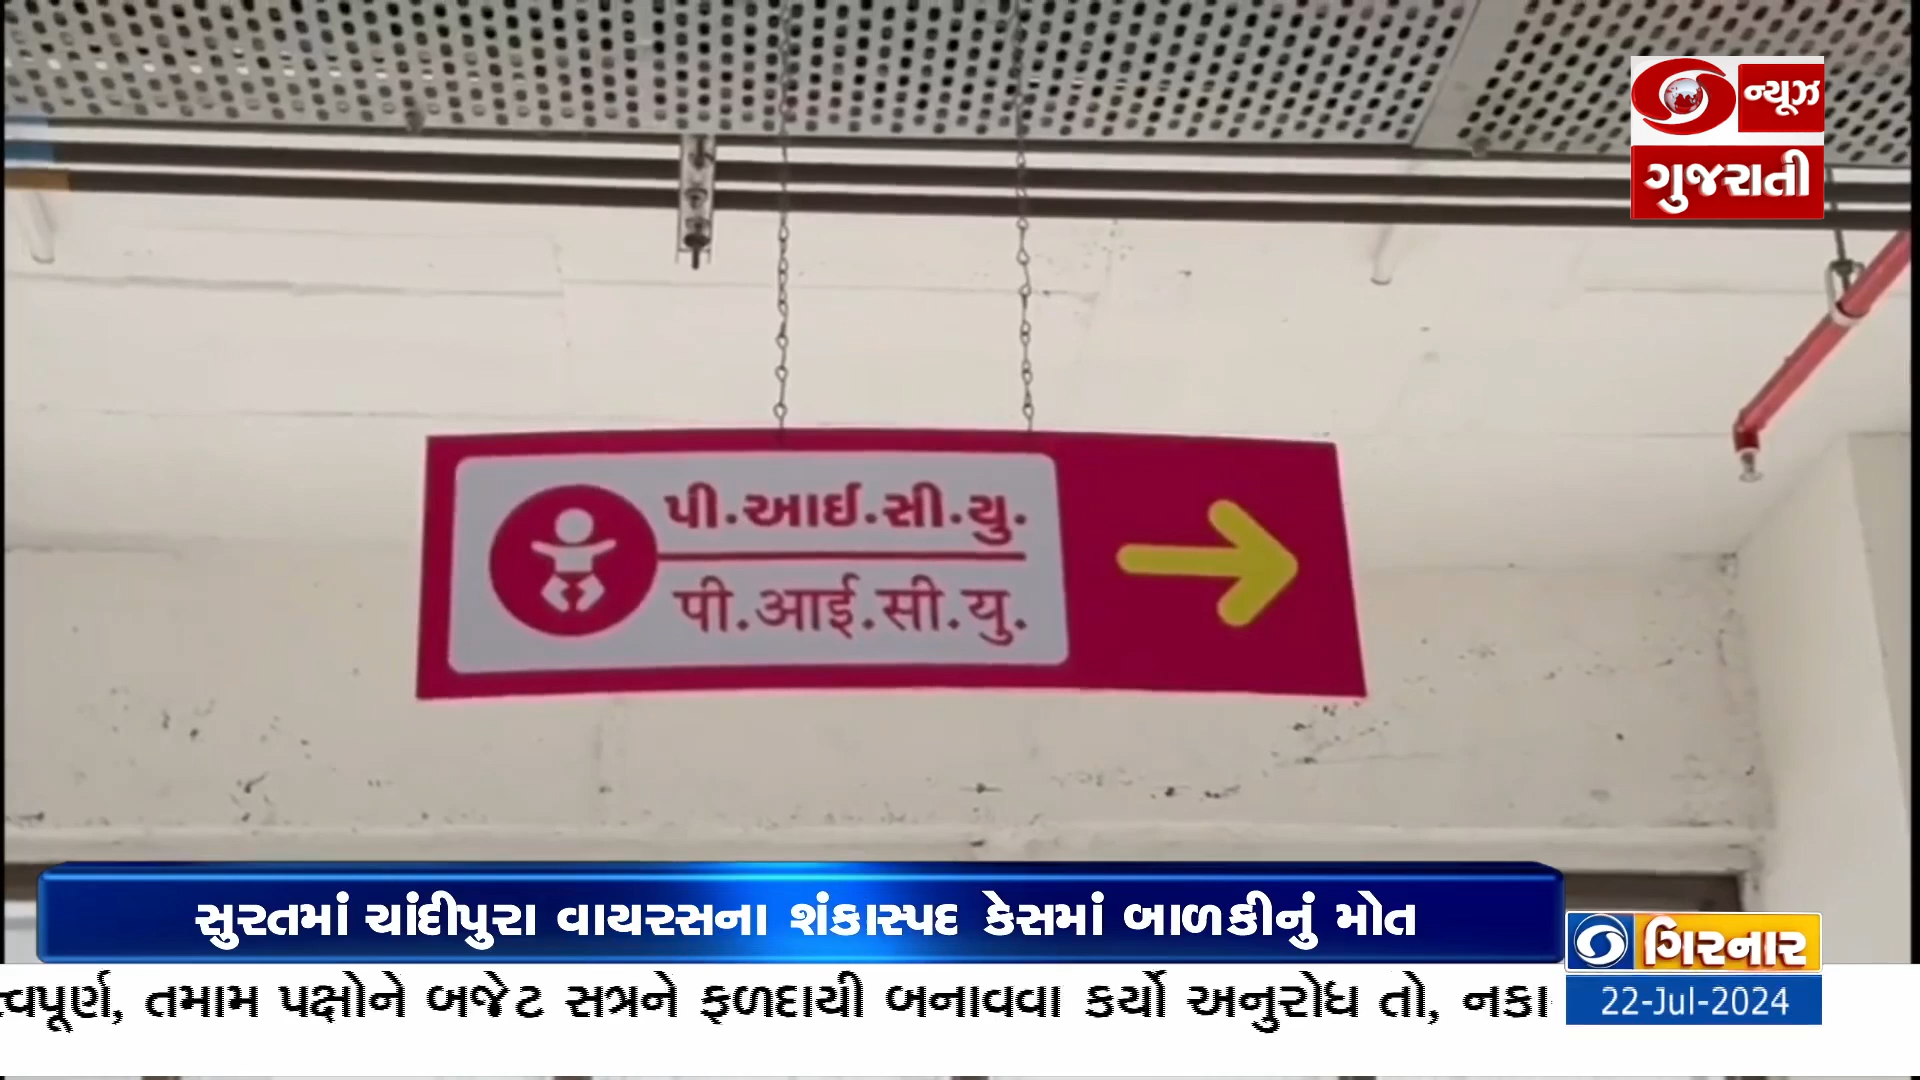 ન્યૂઝ
ગુજરાતી
પી.આઈ.સી.યુ.
पी.आई.सी.यु.
સુરતમાં ચાંદીપુરા વાયરસના શંકાસ્પદ કેસમાં બાળકીનું મોત
ગિરનાર
ત્વપૂર્ણ, તમામ પક્ષોને બજેટ સત્રને ફળદાયી બનાવવા કર્યો અનુરોધ તો, નકા
22-Jul-2024